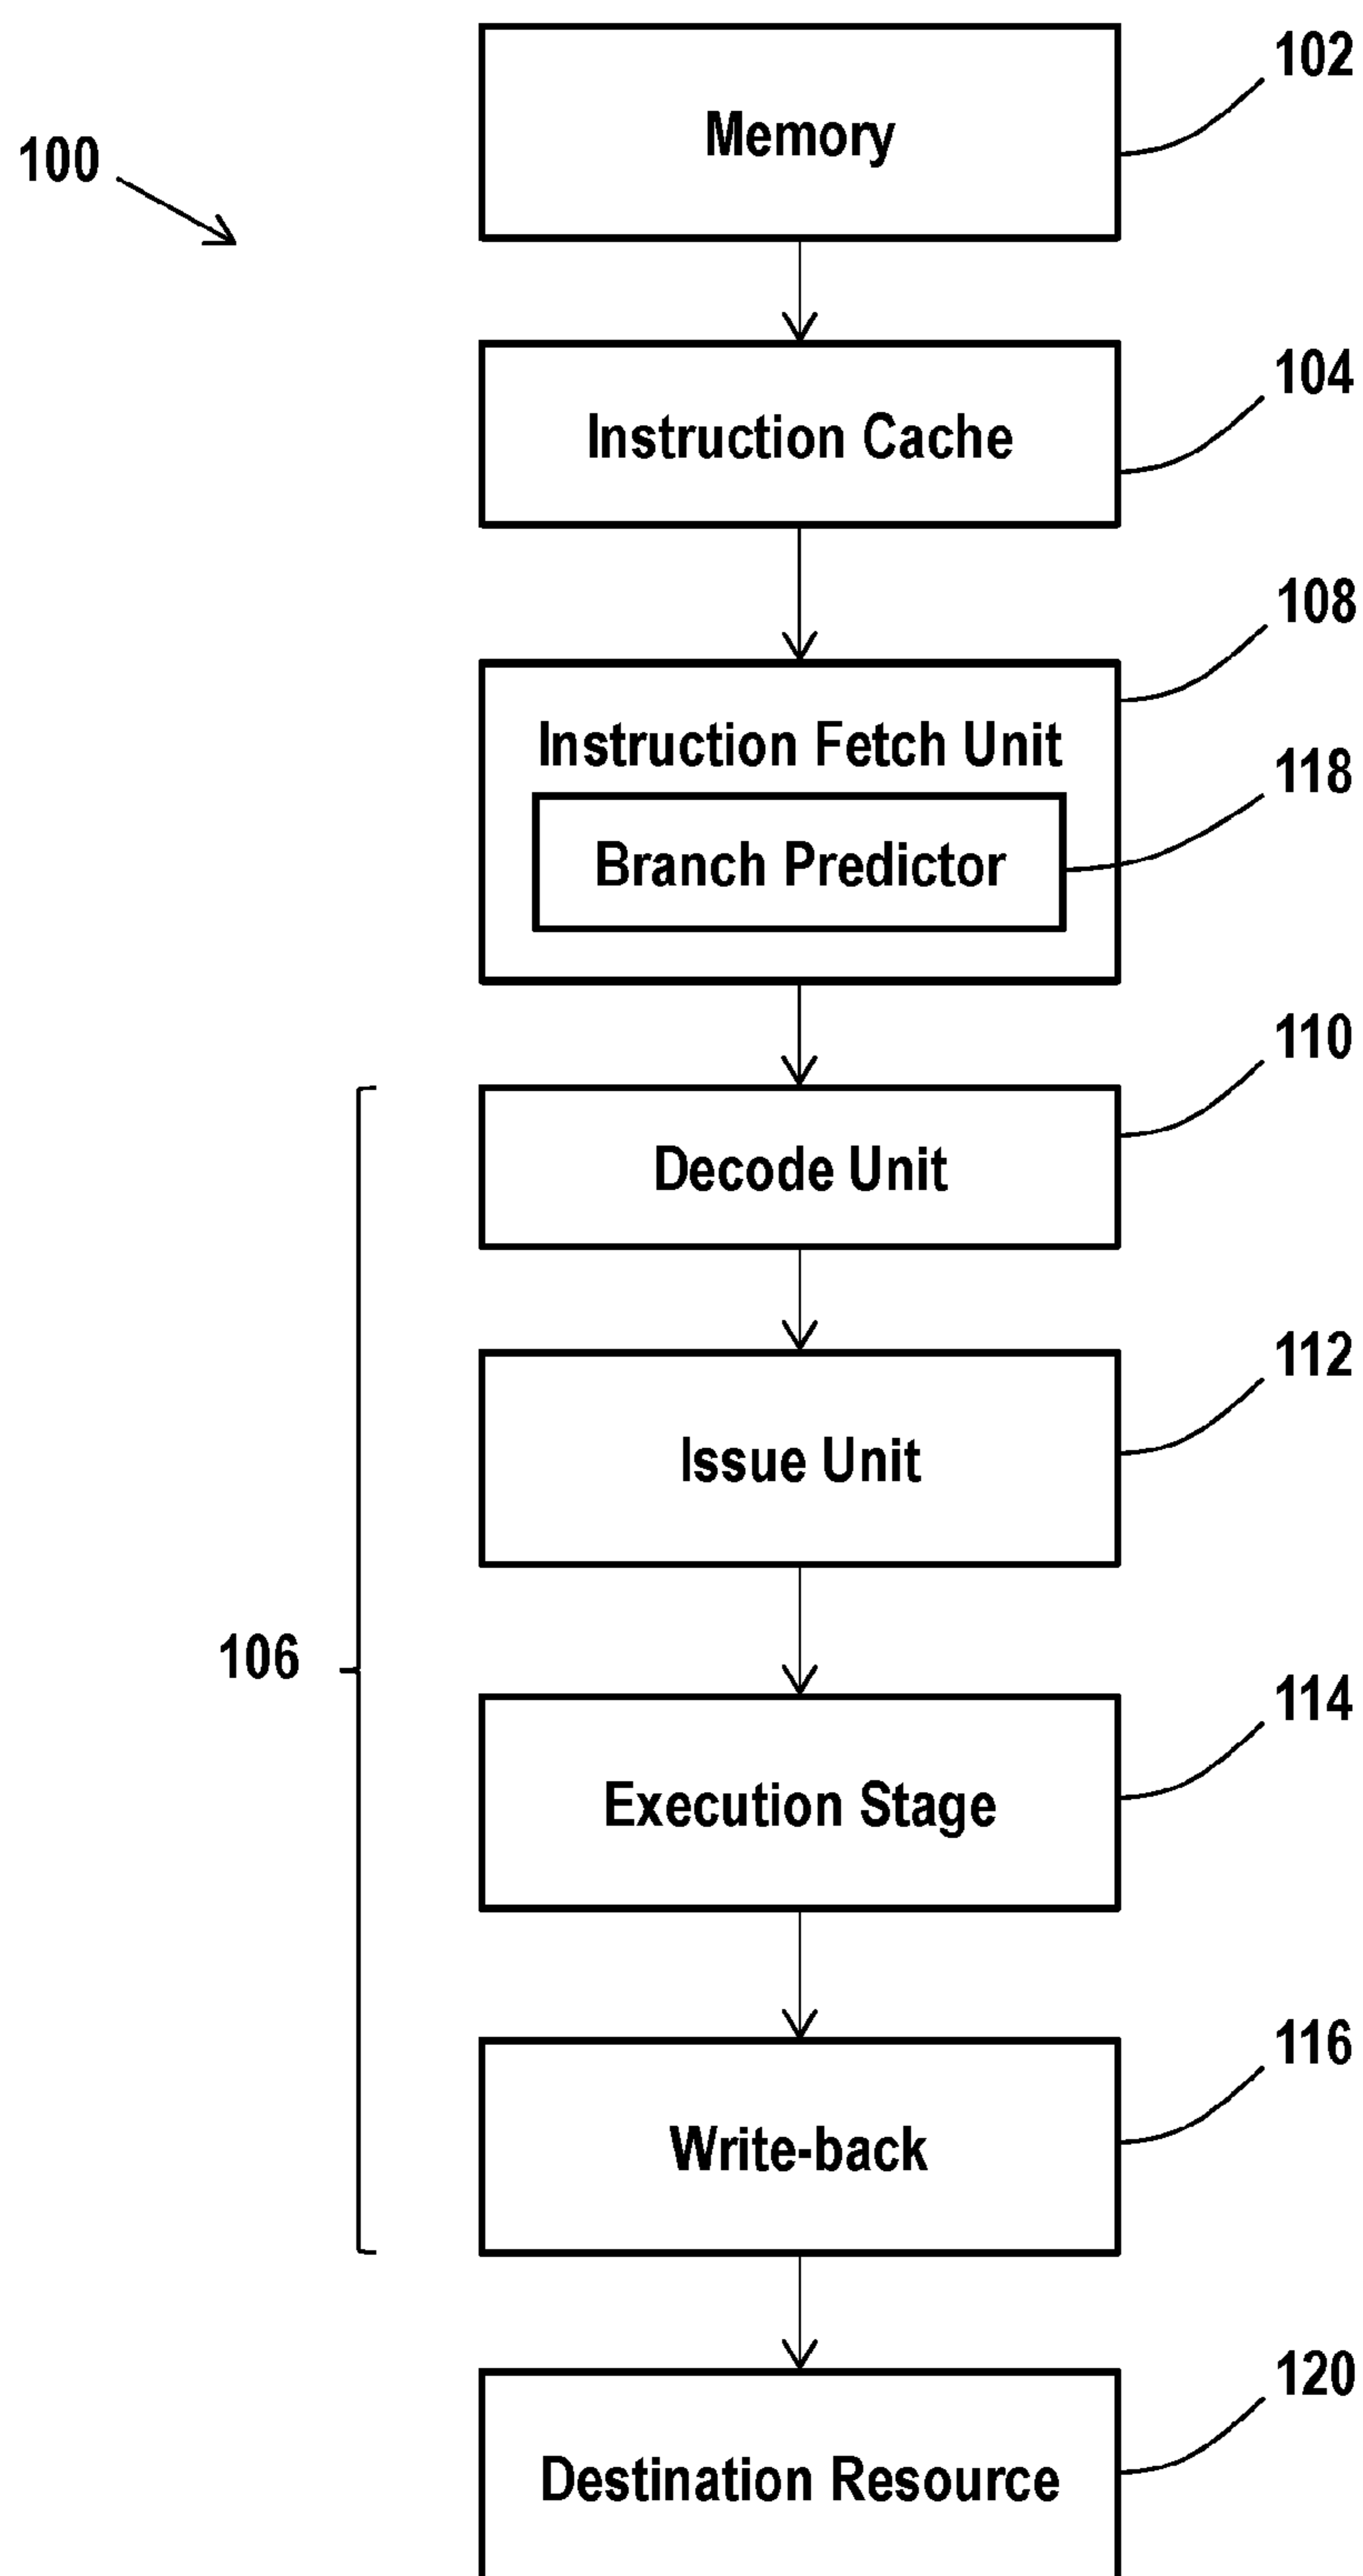 102
Memory
100
104
Instruction Cache
108
Instruction Fetch Unit
118
Branch Predictor
110
Decode Unit
112
Issue Unit
106
114
Execution Stage
116
Write-back
120
Destination Resource